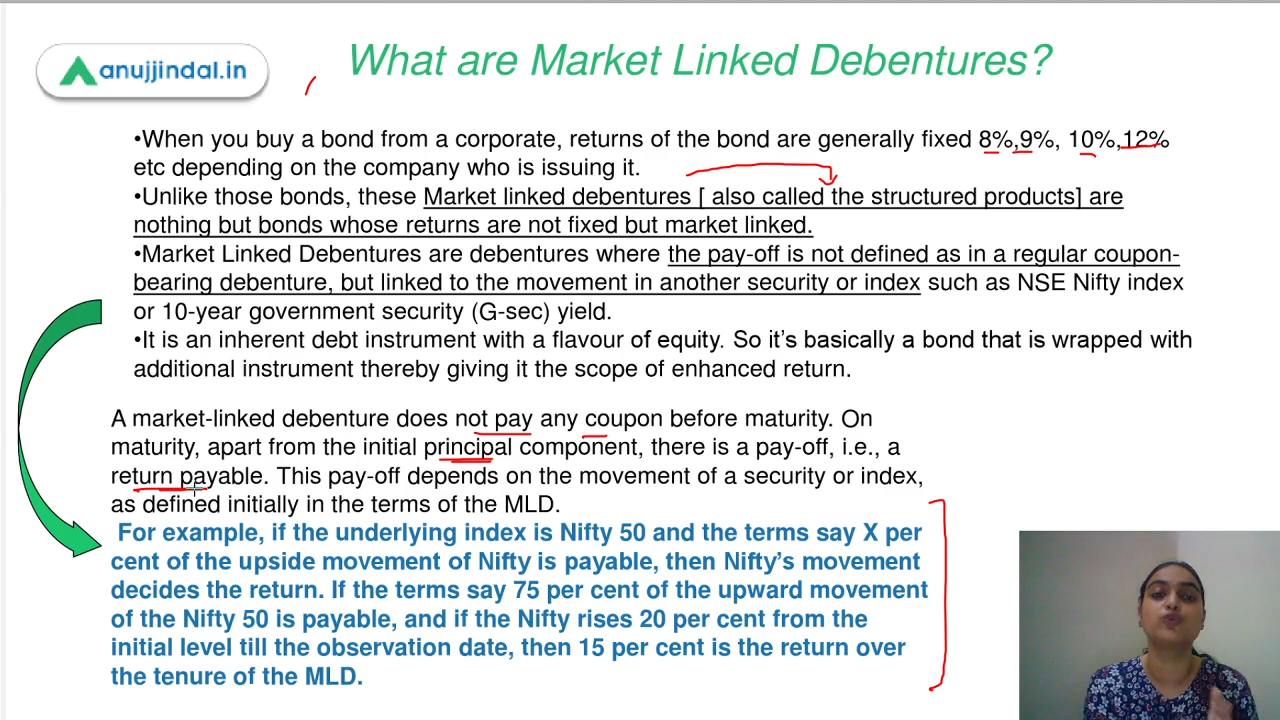 anujjindal.in
What are Market Linked Debentures?
•When you buy a bond from a corporate, returns of the bond are generally fixed 8%,9%, 10%,12%
etc depending on the company who is issuing it.
•Unlike those bonds, these Market linked debentures [ also called the structured products] are
nothing but bonds whose returns are not fixed but market linked.
•Market Linked Debentures are debentures where the pay-off is not defined as in a regular coupon-
bearing debenture, but linked to the movement in another security or index such as NSE Nifty index
or 10-year government security (G-sec) yield.
•It is an inherent debt instrument with a flavour of equity. So it’s basically a bond that is wrapped with
additional instrument thereby giving it the scope of enhanced return.
A market-linked debenture does not pay any coupon before maturity. On
maturity, apart from the initial principal component, there is a pay-off, i.e., a
return payable. This pay-off depends on the movement of a security or index,
as defined initially in the terms of the MLD.
For example, if the underlying index is Nifty 50 and the terms say X per
cent of the upside movement of Nifty is payable, then Nifty’s movement
decides the return. If the terms say 75 per cent of the upward movement
of the Nifty 50 is payable, and if the Nifty rises 20 per cent from the
initial level till the observation date, then 15 per cent is the return over
the tenure of the MLD.